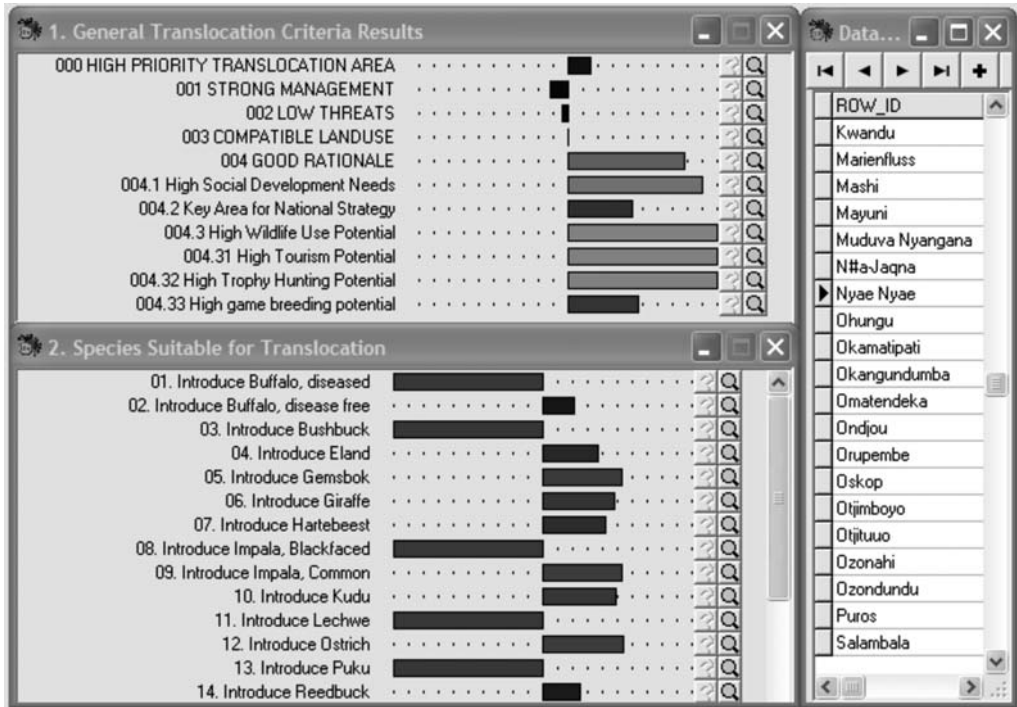 1. General Translocation Criteria Results
000 HIGH PRIORITY TRANSLOCATION AREA
001 STRONG MANAGEMENT
002 LOW THREATS
003 COMPATIBLE LANDUSE
004 GOOD RATIONALE
004.1 High Social Development Needs
004.2 Key Area for National Strategy
004.3 High Wildlife Use Potential
004.31 High Tourism Potential
004.32 High Trophy Hunting Potential
004.33 High game breeding potential
2. Species Suitable for Translocation
01. Introduce Buffalo, diseased
02. Introduce Buffalo, disease free
03. Introduce Bushbuck
04. Introduce Eland
05. Introduce Gemsbok
06. Introduce Giraffe
07. Introduce Hartebeest
08. Introduce Impala, Blackfaced
09. Introduce Impala, Common
10. Introduce Kudu
11. Introduce Lechwe
12. Introduce Ostrich
13. Introduce Puku
14. Introduce Reedbuck
Data...
ROW_ID
Kwandu
Marienfluss
Mashi
Mayuni
Muduva Nyangana
N#a-Jaqna
Nyae Nyae
Ohungu
Okamatipati
Okangundumba
Omatendeka
Ondjou
Orupembe
Oskop
Otjimboyo
Otjituuo
Ozonahi
Ozondundu
Puros
Salambala